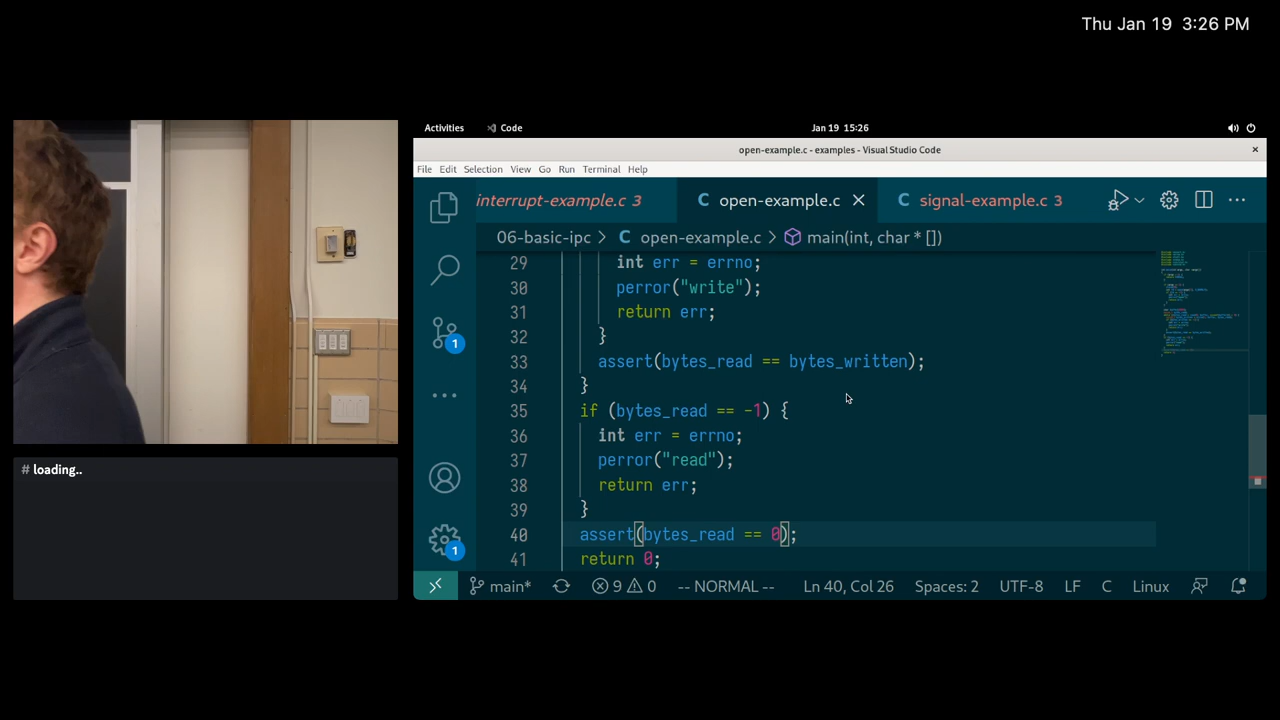 Thu Jan 19 3:26 PM
Activities Code Jan 19 15:26
open-example.c - examples - Visual Studio Code ×
File Edit Selection View Go Run Terminal Help
interrupt-example.c 3 C open-example.c C signal-example.c 3
06-basic-ipc > C open-example.c > main(int, char * [])
29 int err = errno;
30 perror("write");
31 return err;
32 }
33 assert(bytes_read == bytes_written);
34 }
35 if (bytes_read == -1) {
36 int err = errno;
37 perror("read");
38 return err;
39 }
40 assert(bytes_read == 0);
41 return 0;
1
1
main* 9 0 -- NORMAL -- Ln 40, Col 26 Spaces: 2 UTF-8 LF C Linux
# loading..